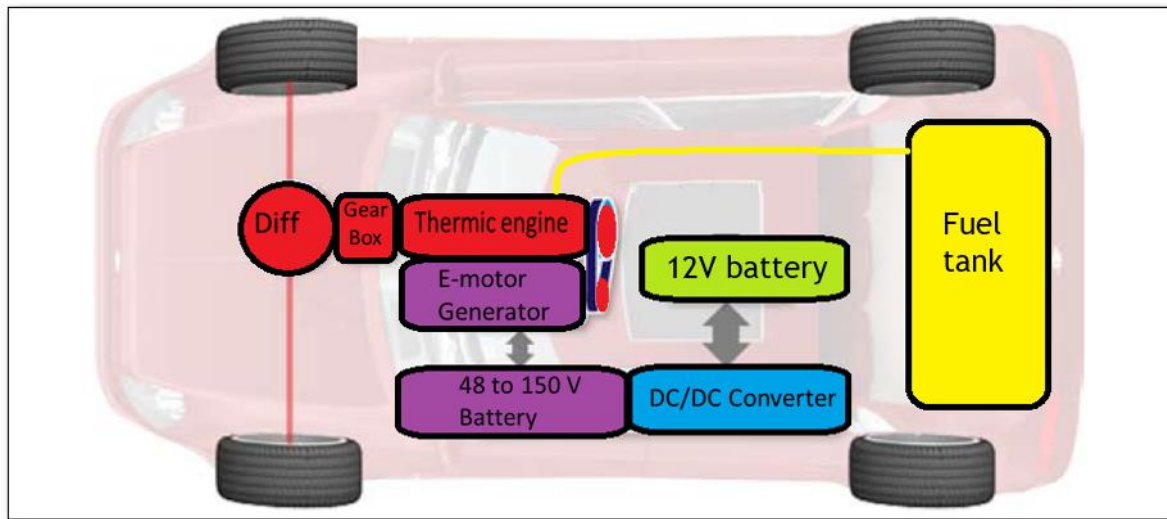 Diff
Gear
Box
Thermic engine
E-motor
Generator
12V battery
Fuel
tank
48 to 150 V
Battery
DC/DC Converter